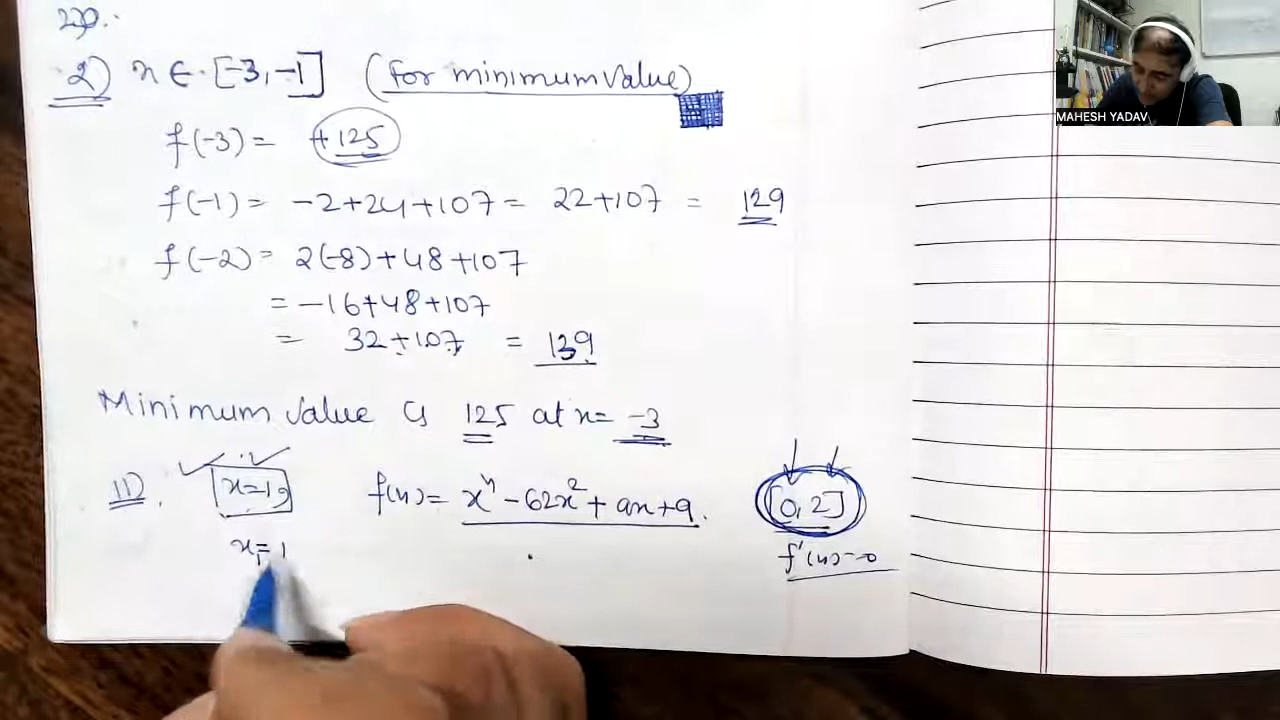 230.
2) x ∈ [-3, -1] (for minimum value)
f(-3) = +125
f(-1) = -2+24+107 = 22+107 = 129
f(-2) = 2(-8)+48+107
= -16+48+107
= 32+107 = 139
Minimum value is 125 at x = -3
11). x=1, f(x) = x⁴ - 62x² + ax + 9. [0, 2]
x=1 f'(x)=0
MAHESH YADAV